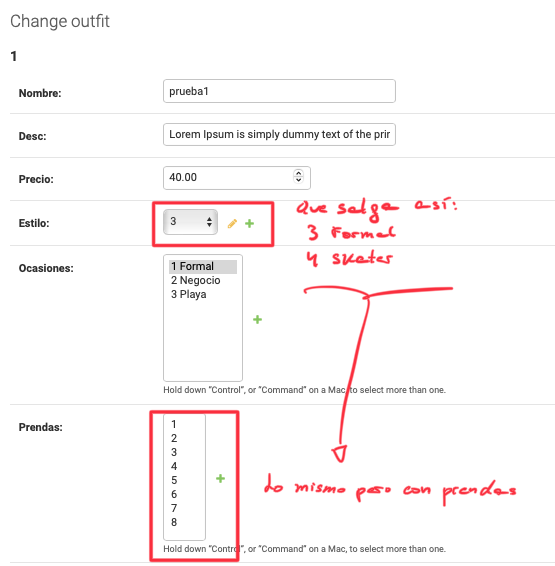 Change outfit
1
Nombre: prueba1
Desc: Lorem Ipsum is simply dummy text of the prir
Precio: 40.00
Estilo: 3
Que salga así:
3 Formal
4 Skater
Ocasiones:
1 Formal
2 Negocio
3 Playa
Hold down “Control”, or “Command” on a Mac, to select more than one.
Prendas:
1
2
3
4
5
6
7
8
Lo mismo pero con prendas
Hold down “Control”, or “Command” on a Mac, to select more than one.